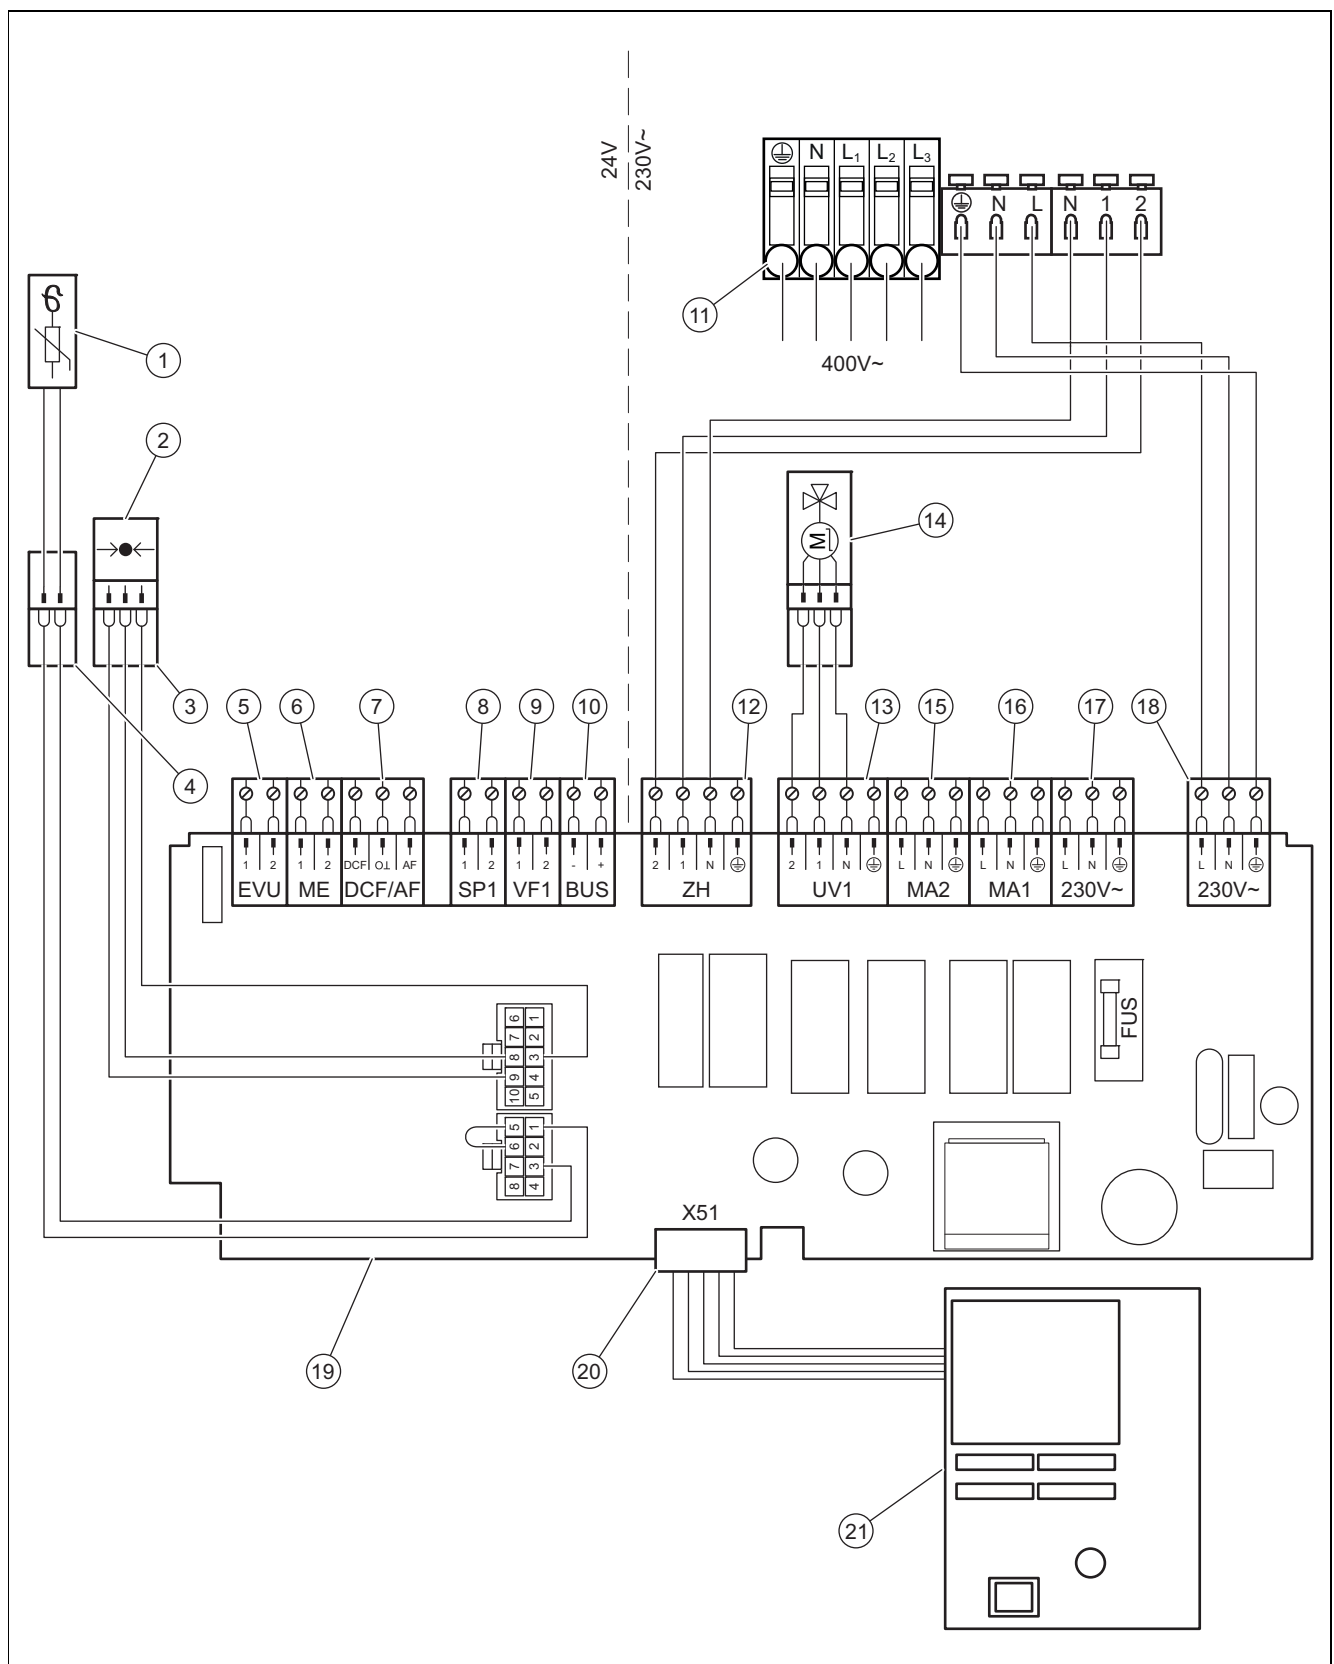 24V
230V~
N L1 L2 L3
N L N 1 2
11
400V~
1
2
14
M
3 5 6 7 8 9 10 12 13 15 16 17 18
4
1 2 1 2 DCF O⊥ AF 1 2 1 2 - + 2 1 N 2 1 N L N L N L N L N
EVU ME DCF/AF SP1 VF1 BUS ZH UV1 MA2 MA1 230V~ 230V~
FUS
6 1
7 2
8 3
9 4
10 5
5 1
6 2
7 3
8 4
X51
19
20
21